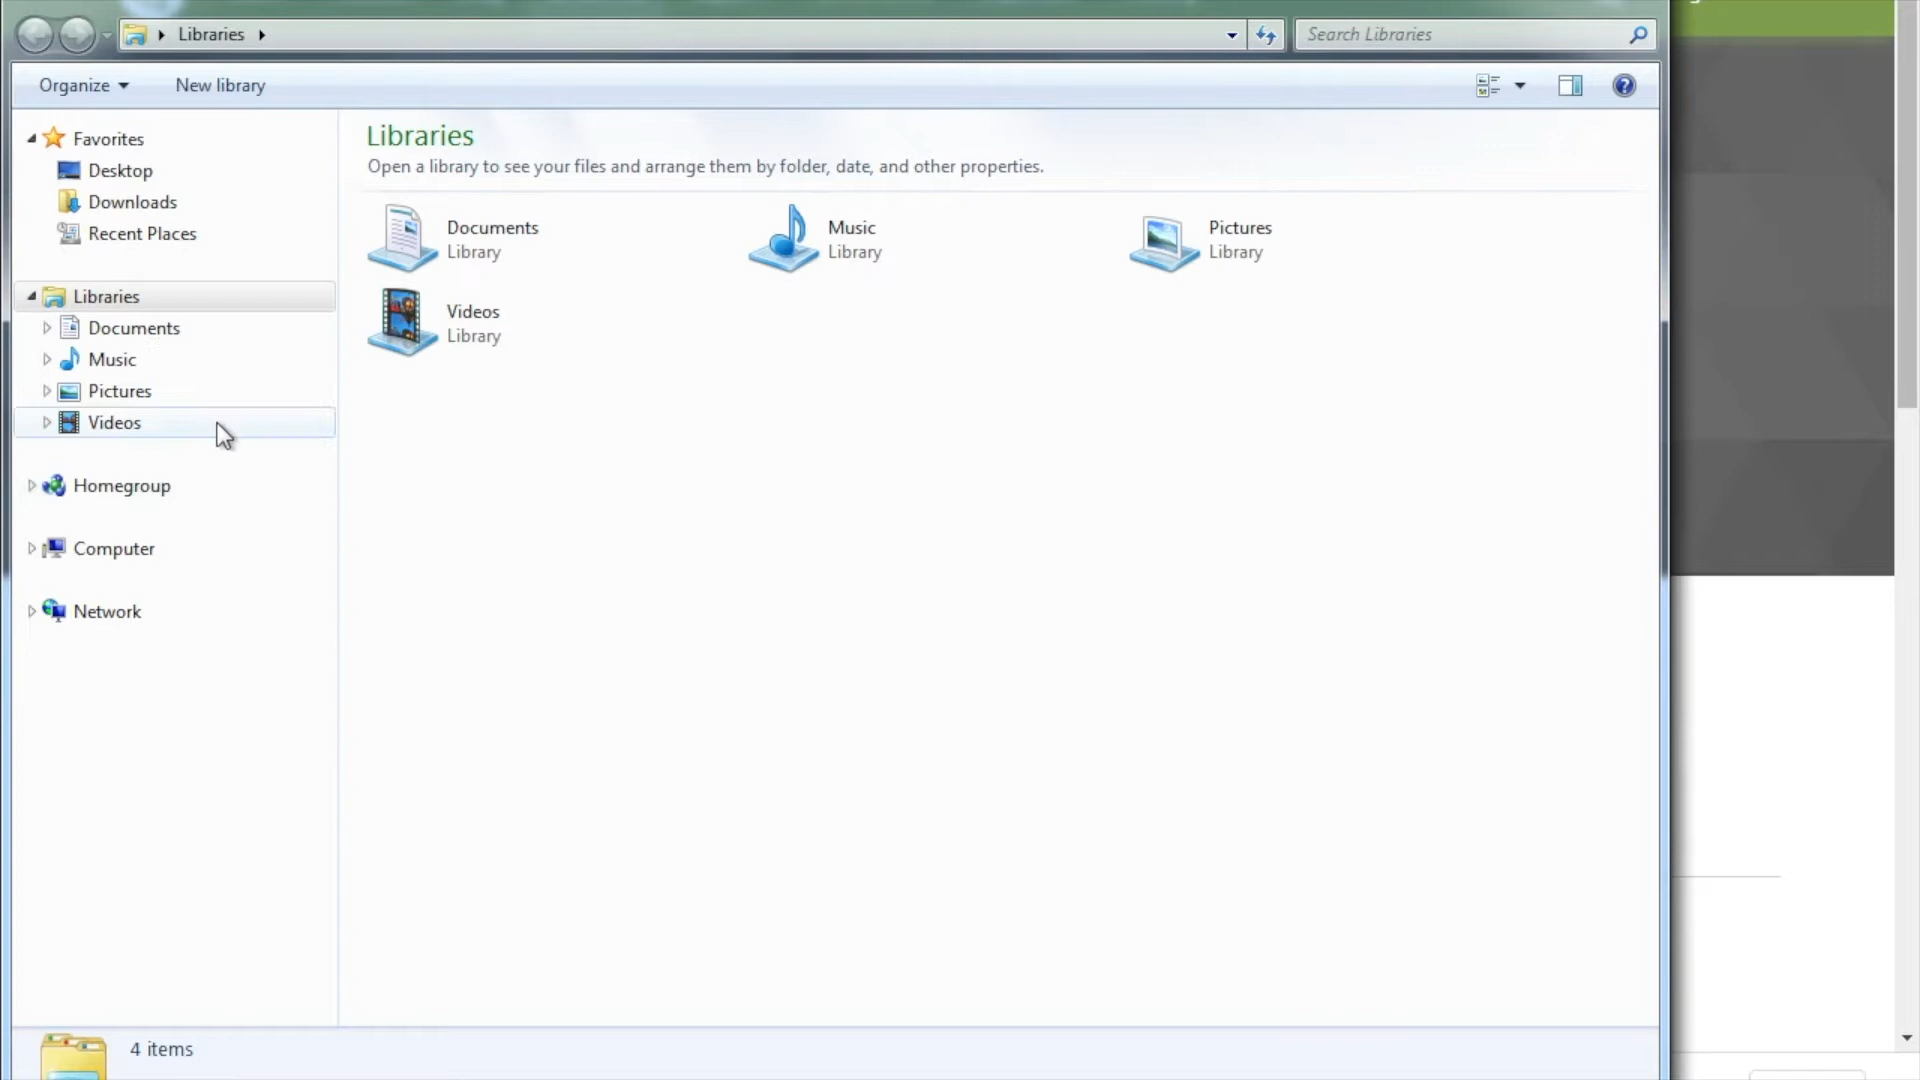 Libraries
Search Libraries
Organize
New library
Favorites
Desktop
Downloads
Recent Places
Libraries
Documents
Music
Pictures
Videos
Homegroup
Computer
Network
Libraries
Open a library to see your files and arrange them by folder, date, and other properties.
Documents
Library
Music
Library
Pictures
Library
Videos
Library
4 items